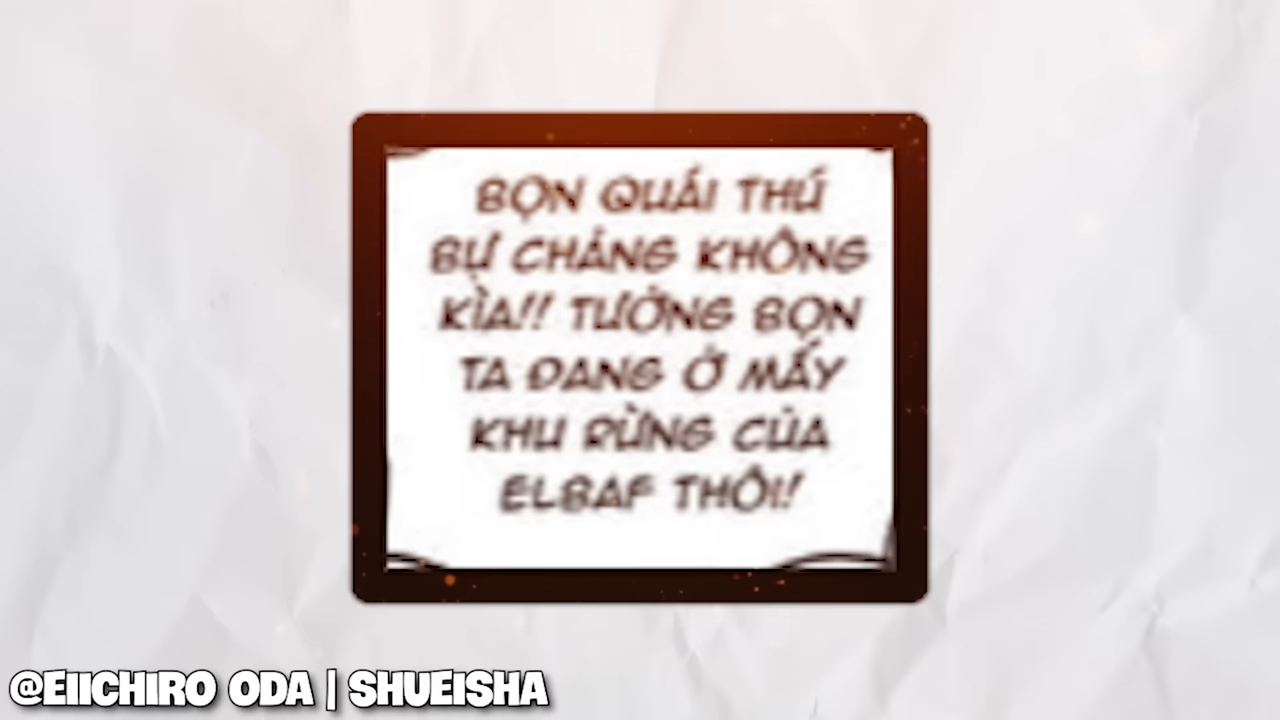 BỌN QUÁI THÚ
BỰ CHẢNG KHÔNG
KÌA!! TƯỞNG BỌN
TA ĐANG Ở MẤY
KHU RỪNG CỦA
ELBAF THÔI!
@EIICHIRO ODA | SHUEISHA